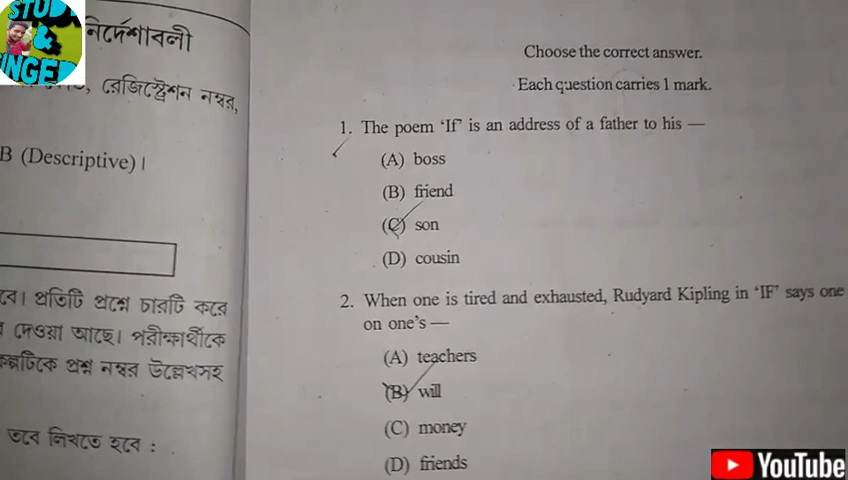 STUDY
&
নির্দেশাবলী
রেজিস্ট্রেশন নম্বর,
B (Descriptive)।
প্রতিটি প্রশ্নে চারটি করে
দেওয়া আছে। পরীক্ষার্থীকে
প্রশ্ন নম্বর উল্লেখসহ
তবে লিখতে হবে :
Choose the correct answer.
Each question carries 1 mark.
1. The poem ‘If’ is an address of a father to his —
(A) boss
(B) friend
(C) son
(D) cousin
2. When one is tired and exhausted, Rudyard Kipling in ‘IF’ says one
on one’s —
(A) teachers
(B) will
(C) money
(D) friends
YouTube